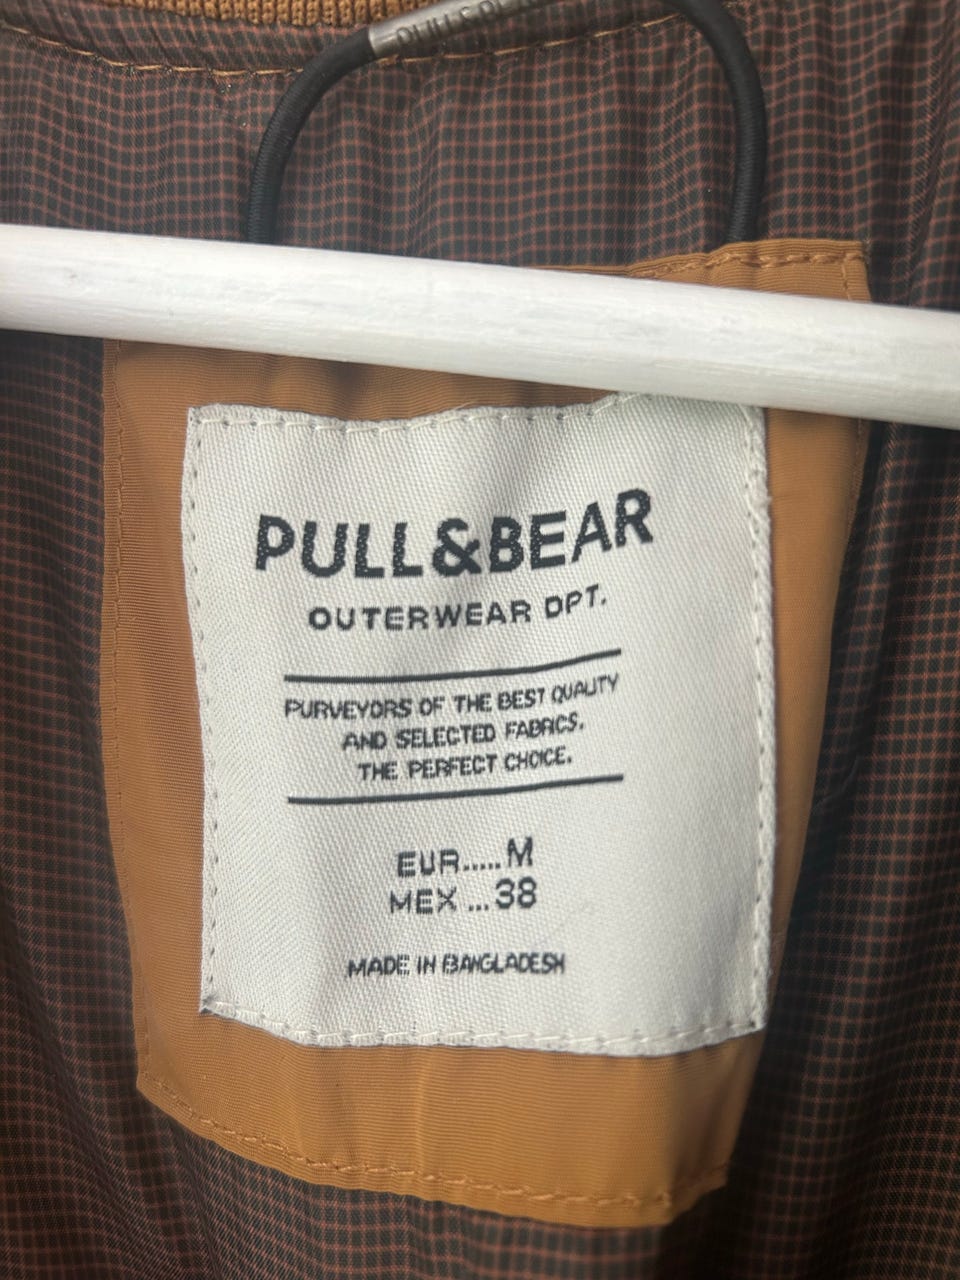 PULL&BEAR
OUTERWEAR DPT.
PURVEYORS OF THE BEST QUALITY
AND SELECTED FABRICS.
THE PERFECT CHOICE.
EUR.....M
MEX ...38
MADE IN BANGLADESH